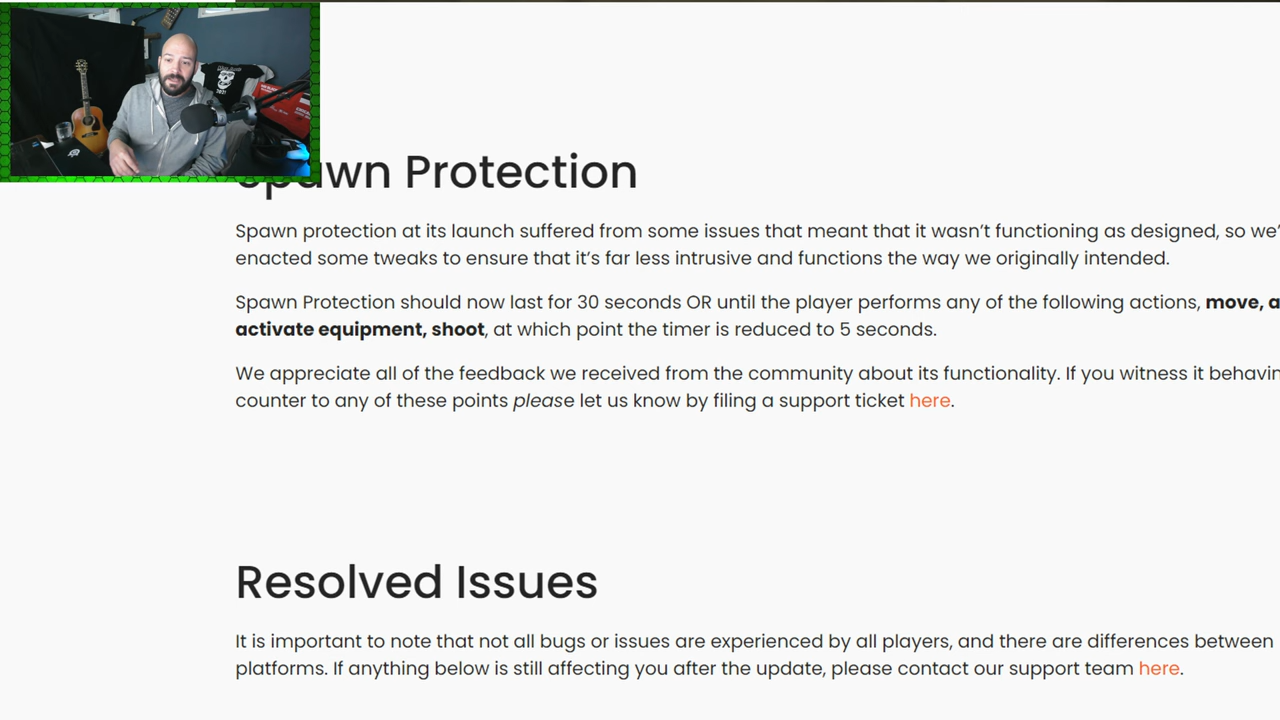 Spawn Protection
Spawn protection at its launch suffered from some issues that meant that it wasn't functioning as designed, so we'
enacted some tweaks to ensure that it's far less intrusive and functions the way we originally intended.
Spawn Protection should now last for 30 seconds OR until the player performs any of the following actions, move, a
activate equipment, shoot, at which point the timer is reduced to 5 seconds.
We appreciate all of the feedback we received from the community about its functionality. If you witness it behavin
counter to any of these points please let us know by filing a support ticket here.
Resolved Issues
It is important to note that not all bugs or issues are experienced by all players, and there are differences between
platforms. If anything below is still affecting you after the update, please contact our support team here.